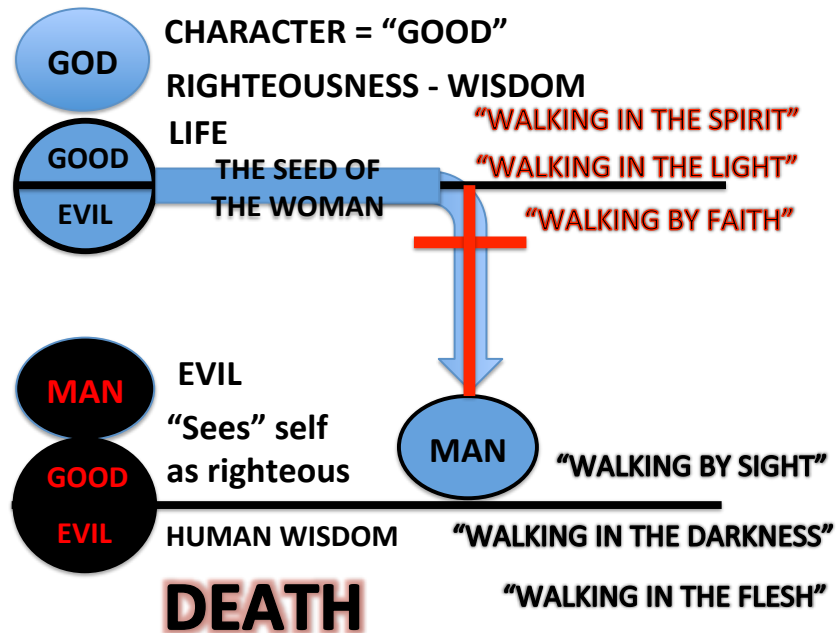 GOD
CHARACTER = “GOOD”
RIGHTEOUSNESS - WISDOM
LIFE
“WALKING IN THE SPIRIT”
GOOD
EVIL
THE SEED OF
THE WOMAN
“WALKING IN THE LIGHT”
“WALKING BY FAITH”
MAN
EVIL
“Sees” self
as righteous
GOOD
EVIL
MAN
“WALKING BY SIGHT”
HUMAN WISDOM
“WALKING IN THE DARKNESS”
DEATH
“WALKING IN THE FLESH”